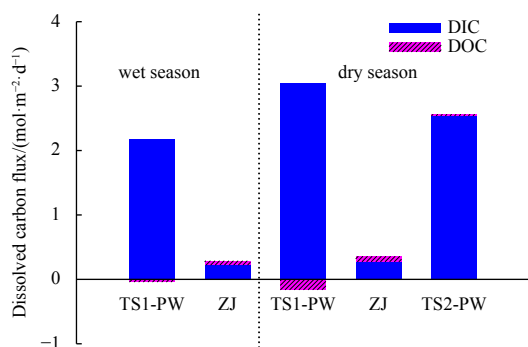 DIC
DOC
wet season
dry season
Dissolved carbon flux/(mol·m⁻²·d⁻¹)
4
3
2
1
0
−1
TS1-PW ZJ TS1-PW ZJ TS2-PW